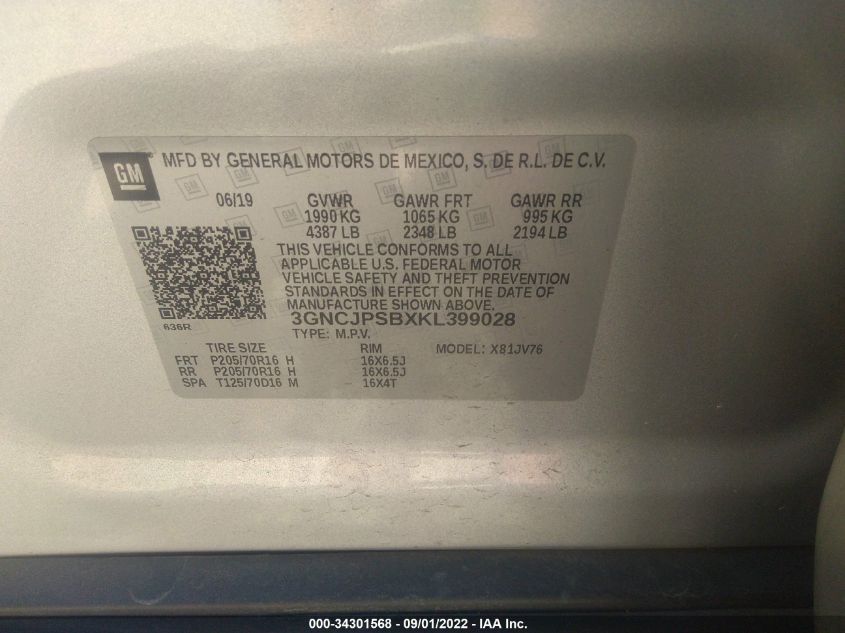 GM MFD BY GENERAL MOTORS DE MEXICO, S. DE R.L. DE C.V.
06/19 GVWR GAWR FRT GAWR RR
1990 KG 1065 KG 995 KG
4387 LB 2348 LB 2194 LB
THIS VEHICLE CONFORMS TO ALL
APPLICABLE U.S. FEDERAL MOTOR
VEHICLE SAFETY AND THEFT PREVENTION
STANDARDS IN EFFECT ON THE DATE
OF MANUFACTURE SHOWN ABOVE.
3GNCJPSBXKL399028
636R
TYPE: M.P.V.
TIRE SIZE RIM MODEL: X81JV76
FRT P205/70R16 H 16X6.5J
RR P205/70R16 H 16X6.5J
SPA T125/70D16 M 16X4T
000-34301568 - 09/01/2022 - IAA Inc.